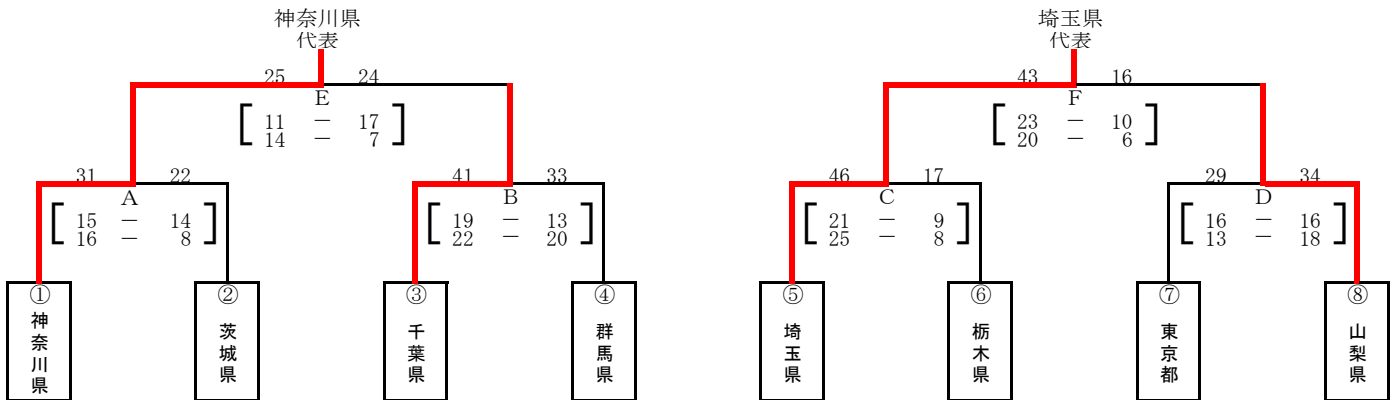 神奈川県 埼玉県
代表 代表
25 24 43 16
E F
11 － 17 23 － 10
14 － 7 20 － 6
31 22 41 33 46 17 29 34
A B C D
15 － 14 19 － 13 21 － 9 16 － 16
16 － 8 22 － 20 25 － 8 13 － 18
① ② ③ ④ ⑤ ⑥ ⑦ ⑧
神奈川県 茨城県 千葉県 群馬県 埼玉県 栃木県 東京都 山梨県